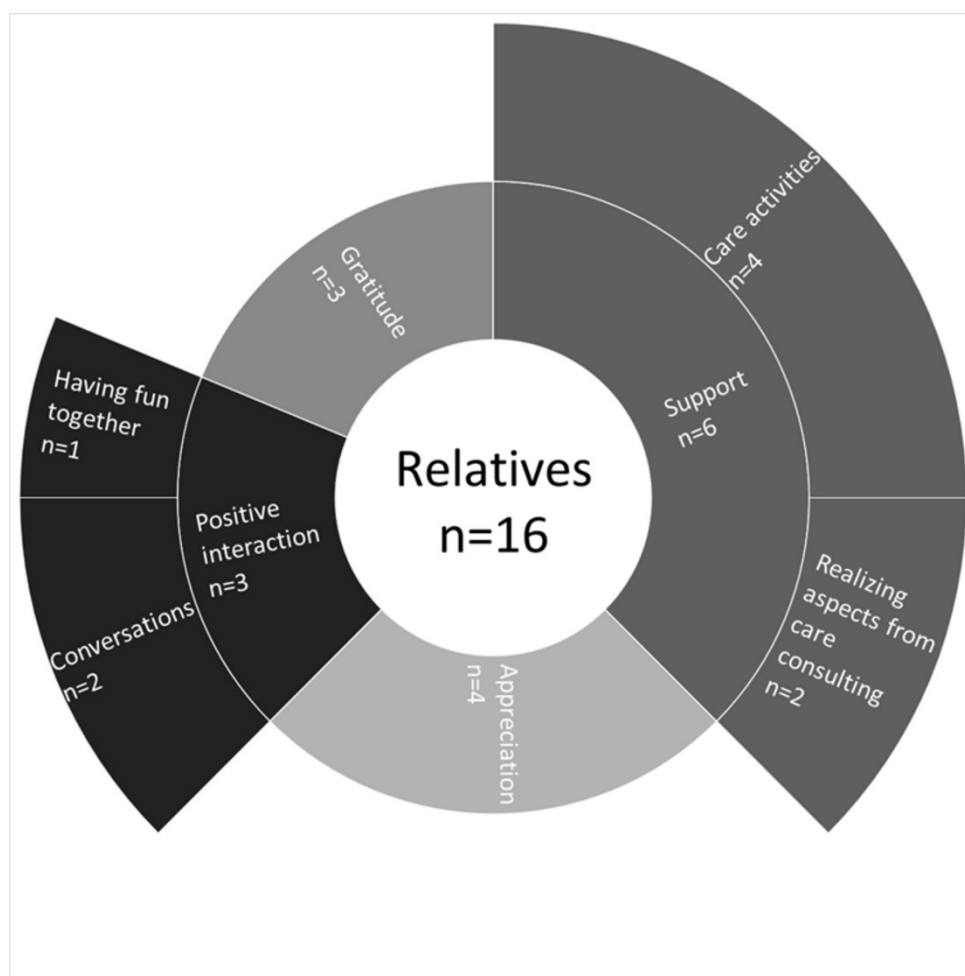 Relatives
n=16
Support
n=6
Care activities
n=4
Realizing
aspects from
care
consulting
n=2
Appreciation
n=4
Positive
interaction
n=3
Conversations
n=2
Having fun
together
n=1
Gratitude
n=3